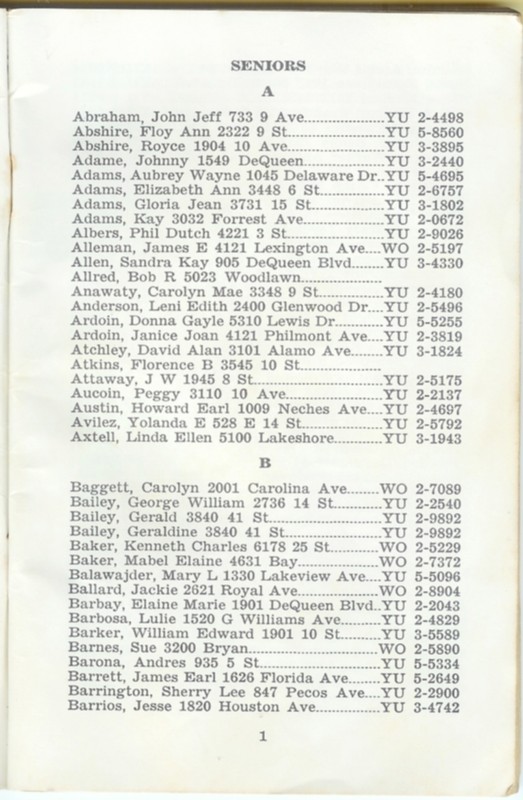 SENIORS
A
Abraham, John Jeff 733 9 Ave....................YU 2-4498
Abshire, Floy Ann 2322 9 St........................YU 5-8560
Abshire, Royce 1904 10 Ave........................YU 3-3895
Adame, Johnny 1549 DeQueen....................YU 3-2440
Adams, Aubrey Wayne 1045 Delaware Dr..YU 5-4695
Adams, Elizabeth Ann 3448 6 St................YU 2-6757
Adams, Gloria Jean 3731 15 St..................YU 3-1802
Adams, Kay 3032 Forrest Ave....................YU 2-0672
Albers, Phil Dutch 4221 3 St........................YU 2-9026
Alleman, James E 4121 Lexington Ave....WO 2-5197
Allen, Sandra Kay 905 DeQueen Blvd........YU 3-4330
Allred, Bob R 5023 Woodlawn....................
Anawaty, Carolyn Mae 3348 9 St................YU 2-4180
Anderson, Leni Edith 2400 Glenwood Dr....YU 2-5496
Ardoin, Donna Gayle 5310 Lewis Dr............YU 5-5255
Ardoin, Janice Joan 4121 Philmont Ave....YU 2-3819
Atchley, David Alan 3101 Alamo Ave.........YU 3-1824
Atkins, Florence B 3545 10 St....................
Attaway, J W 1945 8 St................................YU 2-5175
Aucoin, Peggy 3110 10 Ave........................YU 2-2137
Austin, Howard Earl 1009 Neches Ave....YU 2-4697
Avilez, Yolanda E 528 E 14 St....................YU 2-5792
Axtell, Linda Ellen 5100 Lakeshore............YU 3-1943
B
Baggett, Carolyn 2001 Carolina Ave........WO 2-7089
Bailey, George William 2736 14 St............YU 2-2540
Bailey, Gerald 3840 41 St............................YU 2-9892
Bailey, Geraldine 3840 41 St........................YU 2-9892
Baker, Kenneth Charles 6178 25 St............WO 2-5229
Baker, Mabel Elaine 4631 Bay....................WO 2-7372
Balawajder, Mary L 1330 Lakeview Ave....YU 5-5096
Ballard, Jackie 2621 Royal Ave....................WO 2-8904
Barbay, Elaine Marie 1901 DeQueen Blvd..YU 2-2043
Barbosa, Lulie 1520 G Williams Ave..........YU 2-4829
Barker, William Edward 1901 10 St..........YU 3-5589
Barnes, Sue 3200 Bryan................................WO 2-5890
Barona, Andres 935 5 St..............................YU 5-5334
Barrett, James Earl 1626 Florida Ave........YU 5-2649
Barrington, Sherry Lee 847 Pecos Ave....YU 2-2900
Barrios, Jesse 1820 Houston Ave................YU 3-4742
1